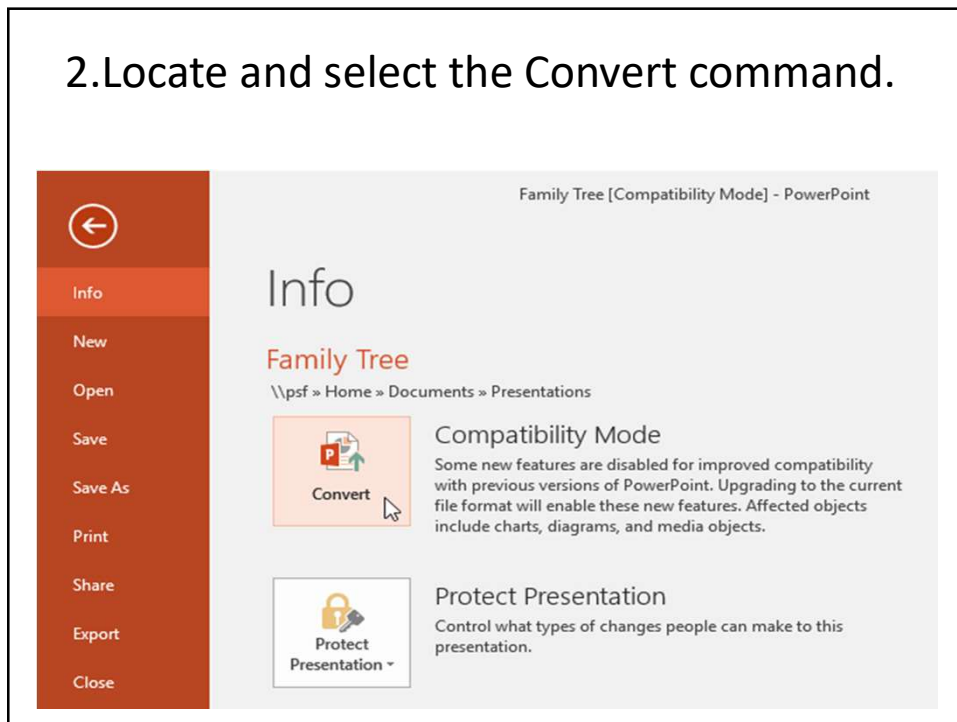 2.Locate and select the Convert command.
Family Tree [Compatibility Mode] - PowerPoint
Info
New
Open
Save
Save As
Print
Share
Export
Close
Info
Family Tree
\\psf » Home » Documents » Presentations
Convert
Compatibility Mode
Some new features are disabled for improved compatibility
with previous versions of PowerPoint. Upgrading to the current
file format will enable these new features. Affected objects
include charts, diagrams, and media objects.
Protect
Presentation
Protect Presentation
Control what types of changes people can make to this
presentation.